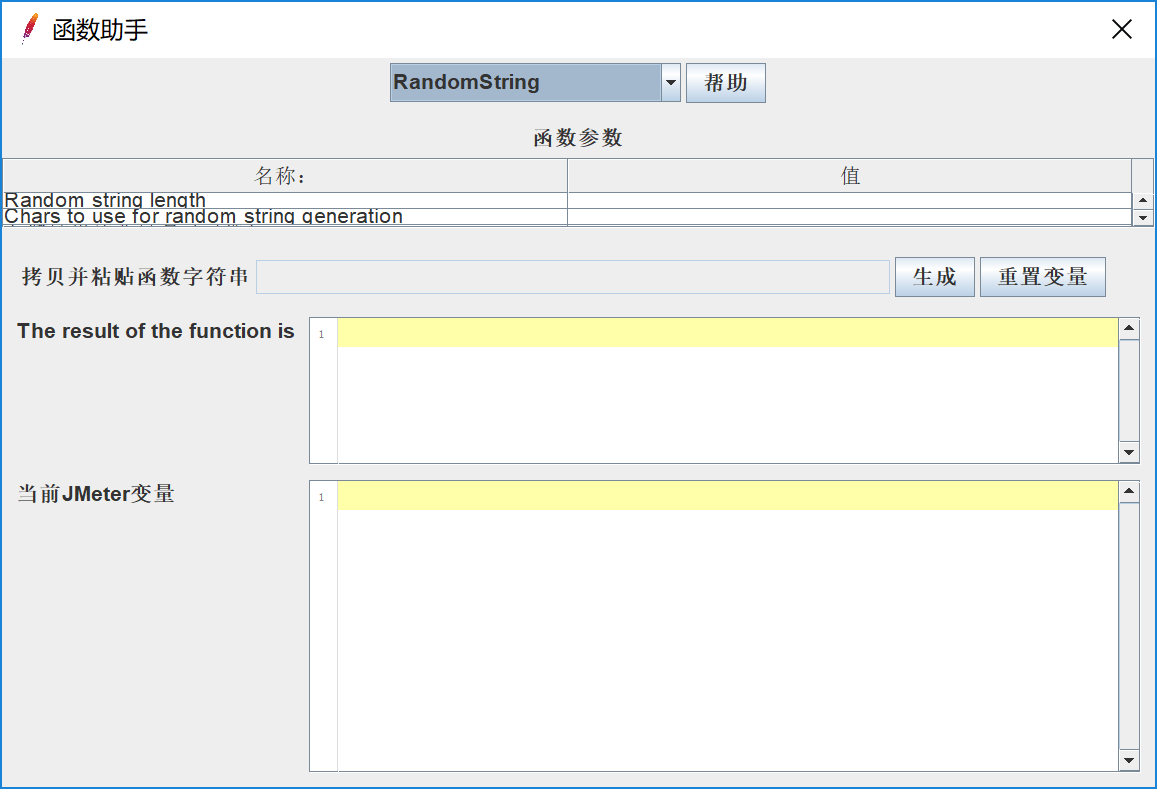 函数助手
RandomString 帮助
函数参数
名称： 值
Random string length
Chars to use for random string generation
拷贝并粘贴函数字符串 生成 重置变量
The result of the function is
1
当前JMeter变量
1